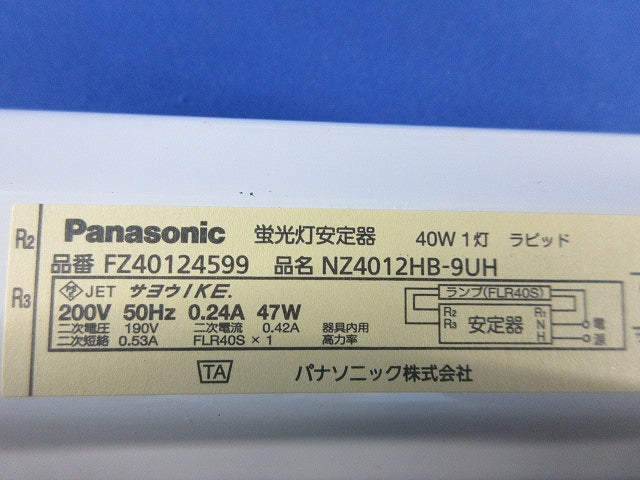 R2
R3
Panasonic 蛍光灯安定器 40W 1灯 ラピッド
品番 FZ40124599 品名 NZ4012HB-9UH
PS E JET サヨウIKE.
200V 50Hz 0.24A 47W
二次電圧 190V 二次電流 0.42A 器具内用
二次短絡 0.53A FLR40S × 1 高力率
ランプ(FLR40S)
R2 R1
R3 安定器 N 電
H 源
TA パナソニック株式会社